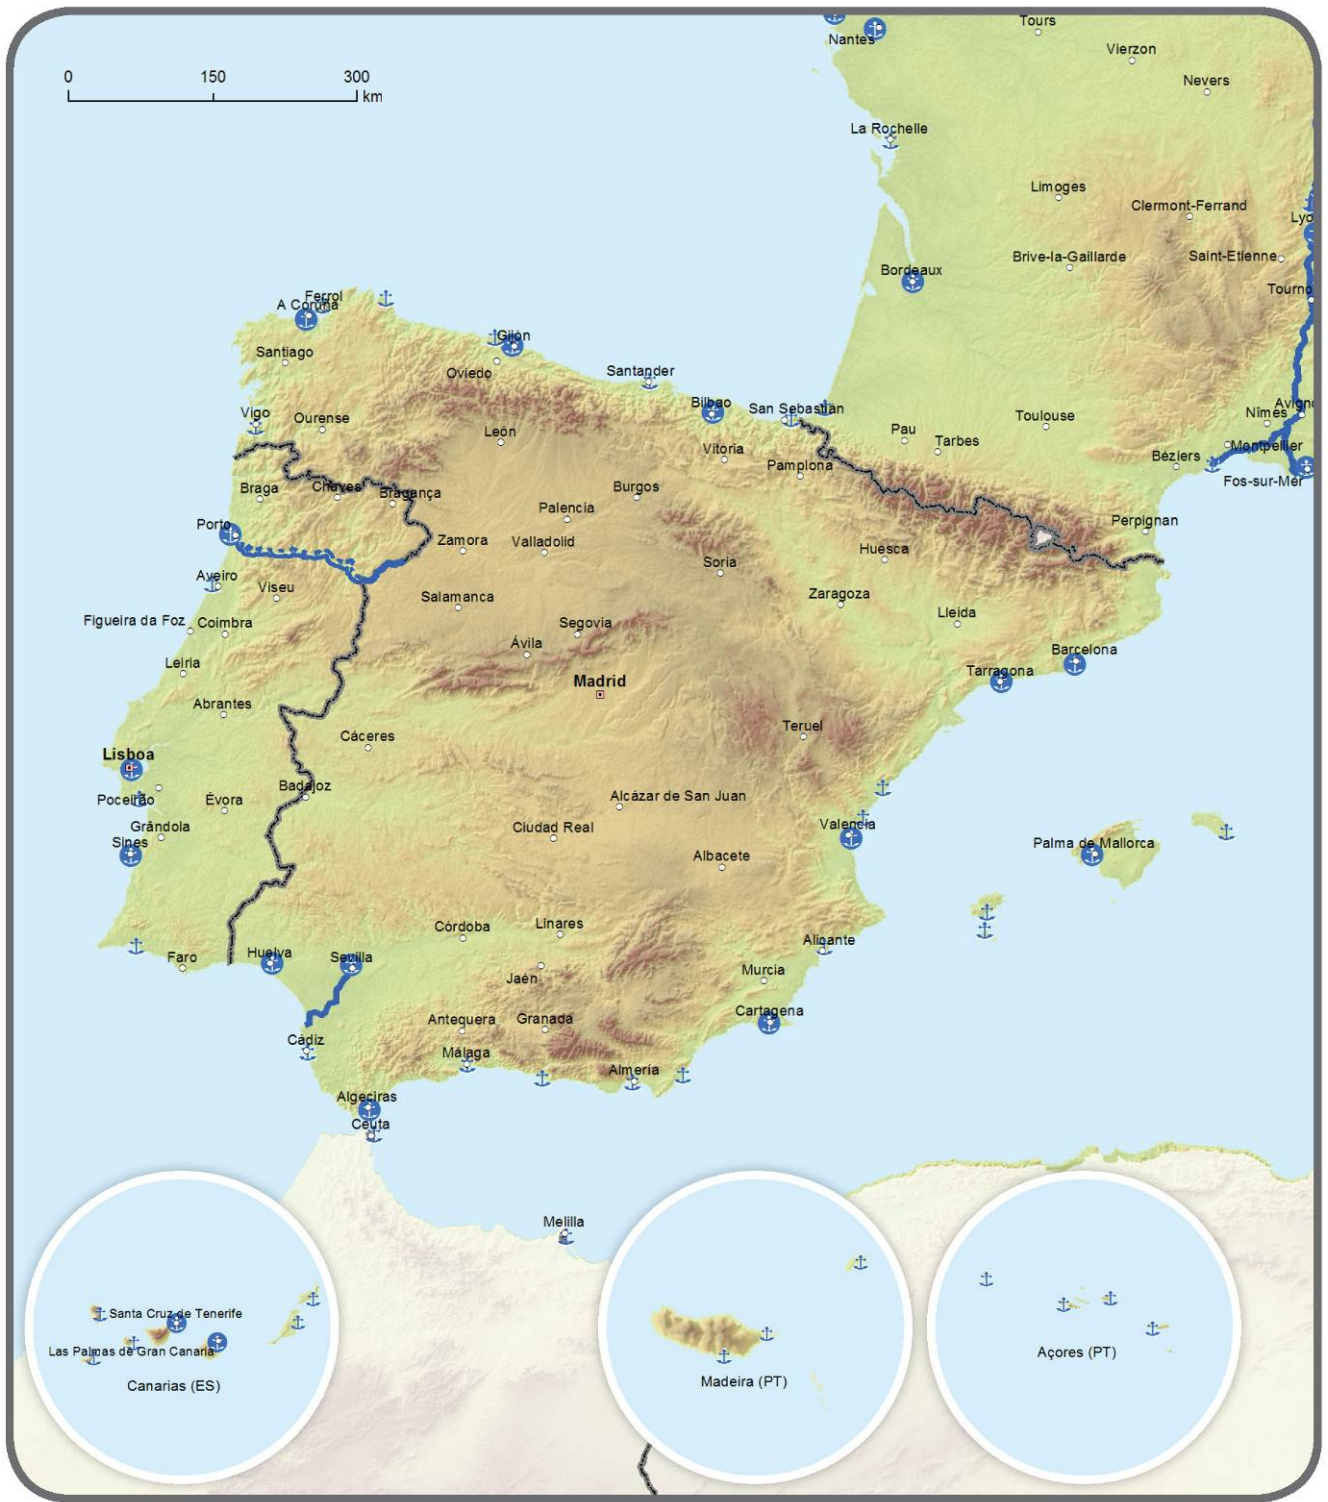 Tours
Nantes
Vierzon
0 150 300
km
Nevers
La Rochelle
Limoges
Clermont-Ferrand
Lyo
Brive-la-Gaillarde
Saint-Etienne
Bordeaux
Tourno
Ferrol
A Coruña
Gijón
Santiago
Oviedo
Santander
Bilbao
San Sebastián
Avigno
Nîmes
Vigo
Ourense
Toulouse
León
Pau
Tarbes
Montpellier
Vitoria
Béziers
Pamplona
Fos-sur-Mer
Braga
Chaves
Bragança
Burgos
Palencia
Porto
Perpignan
Zamora
Valladolid
Huesca
Soria
Aveiro
Viseu
Salamanca
Zaragoza
Lleida
Figueira da Foz
Coimbra
Segovia
Ávila
Barcelona
Leiria
Tarragona
Madrid
Abrantes
Teruel
Cáceres
Lisboa
Badajoz
Poceirão
Évora
Alcázar de San Juan
Grândola
Ciudad Real
Valencia
Sines
Palma de Mallorca
Albacete
Córdoba
Linares
Alicante
Huelva
Sevilla
Faro
Jaén
Murcia
Cartagena
Antequera
Granada
Cádiz
Málaga
Almería
Algeciras
Ceuta
Melilla
Santa Cruz de Tenerife
Las Palmas de Gran Canaria
Canarias (ES)
Madeira (PT)
Açores (PT)